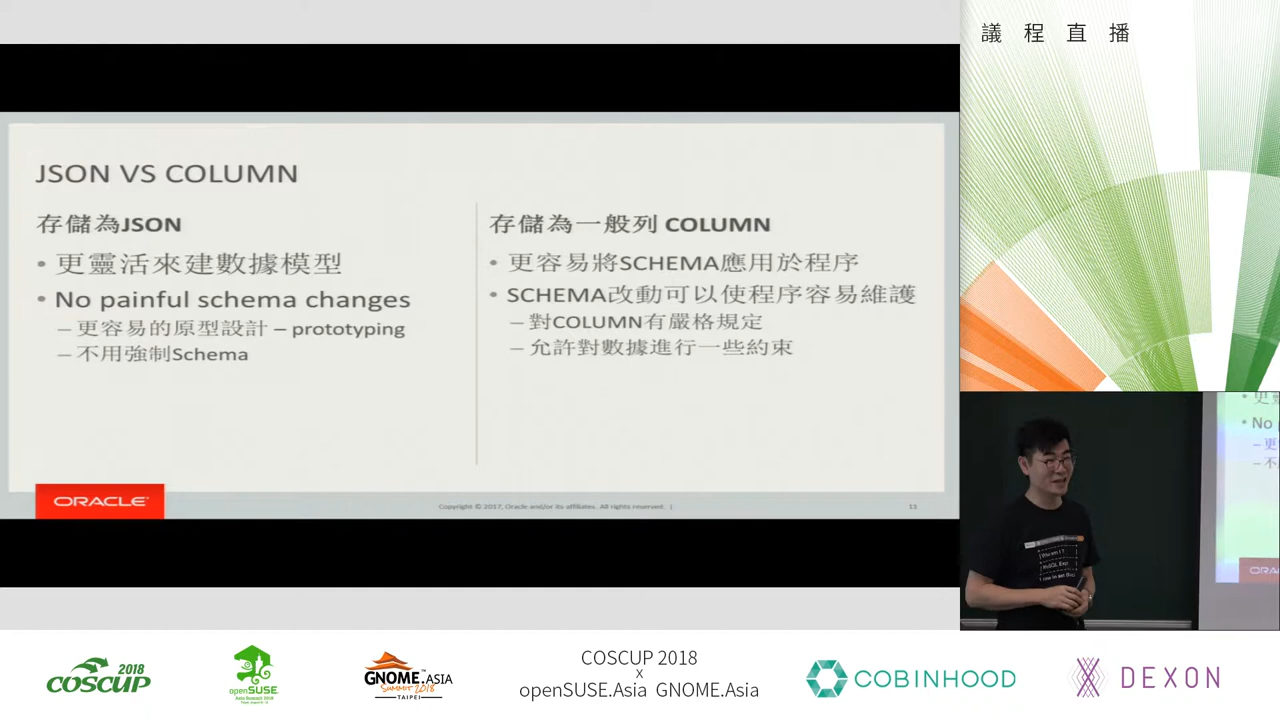 議程直播
JSON VS COLUMN
存儲為JSON
• 更靈活來建數據模型
• No painful schema changes
– 更容易的原型設計 – prototyping
– 不用強制Schema
存儲為一般列 COLUMN
• 更容易將SCHEMA應用於程序
• SCHEMA改動可以使程序容易維護
– 對COLUMN有嚴格規定
– 允許對數據進行一些約束
ORACLE
Copyright © 2017, Oracle and/or its affiliates. All rights reserved. |
11
No
Who am I ?
2018
COSCUP
openSUSE
GNOME.ASIA
SUMMIT 2018
TAIPEI
COSCUP 2018
x
openSUSE.Asia GNOME.Asia
COBINHOOD
DEXON